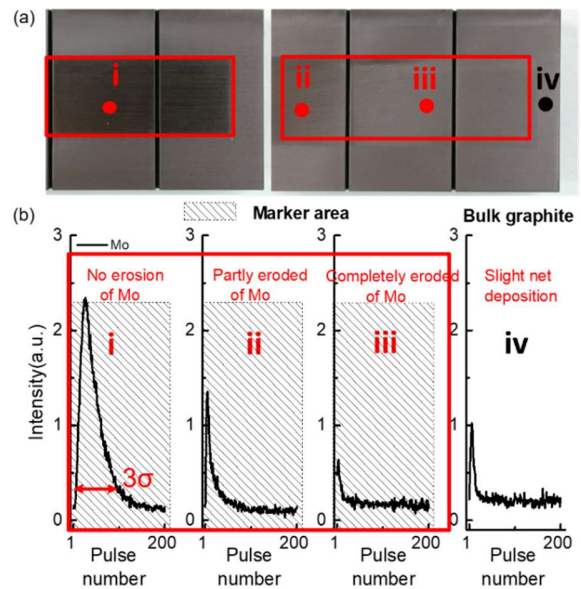 (a)
i
ii
iii
iv
(b)
Marker area
Bulk graphite
3
Mo
No erosion
of Mo
2
i
1
3σ
0
1
200
Pulse
number
3
Partly eroded
of Mo
2
ii
1
0
1
200
Pulse
number
3
Completely eroded
of Mo
2
iii
1
0
1
200
Pulse
number
3
Slight net
deposition
2
iv
1
0
1
200
Pulse
number
Intensity(a.u.)